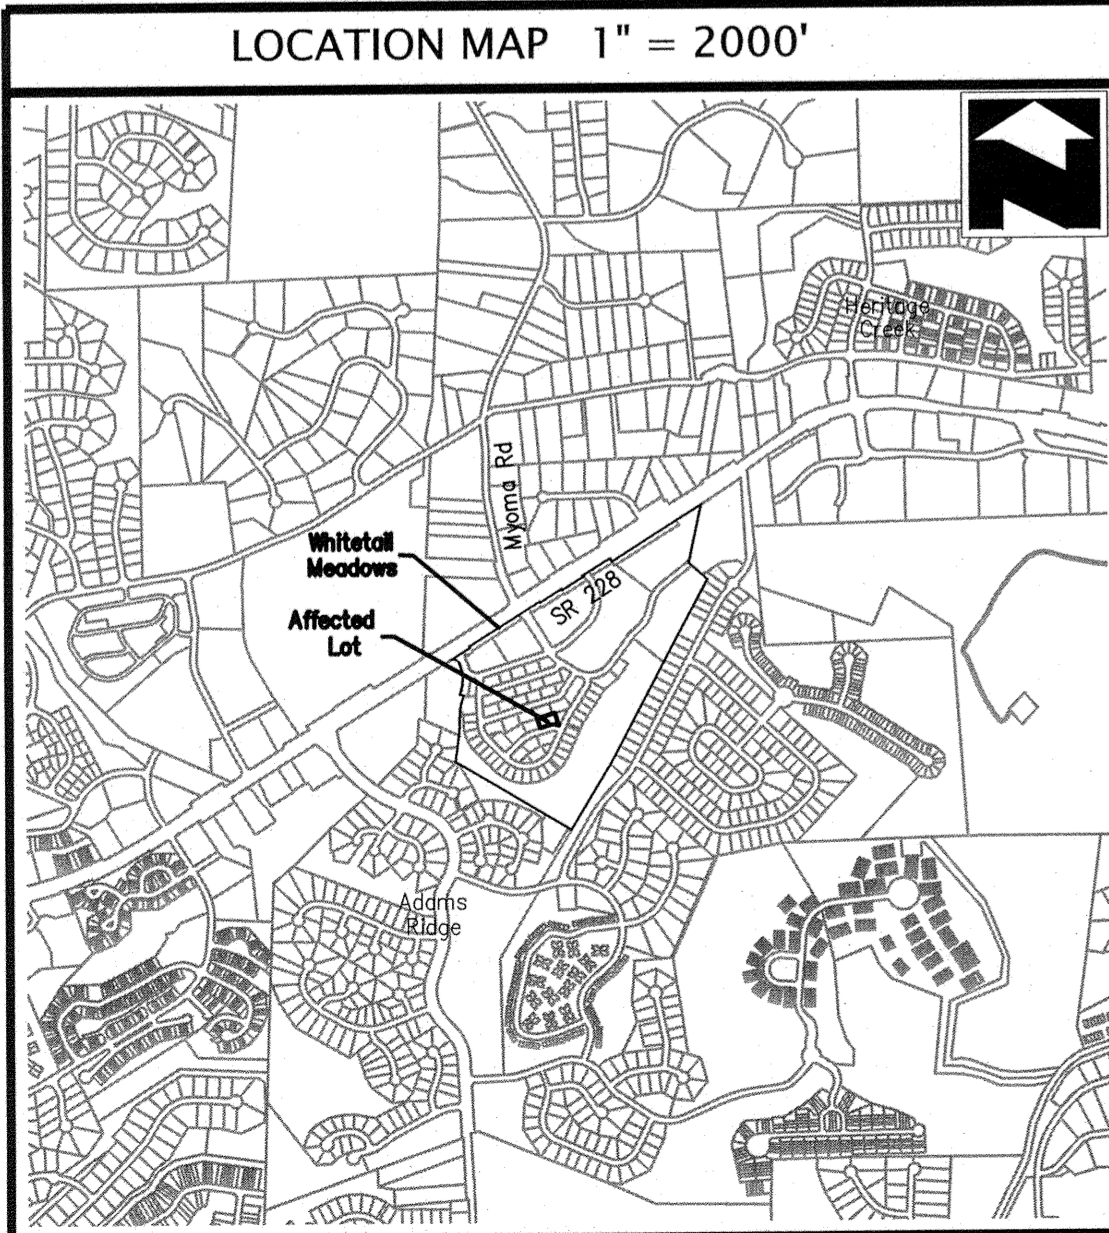 LOCATION MAP 1" = 2000'
Heritage
Creek
Myoma Rd
Whitetail
Meadows
SR 228
Affected
Lot
Adams
Ridge